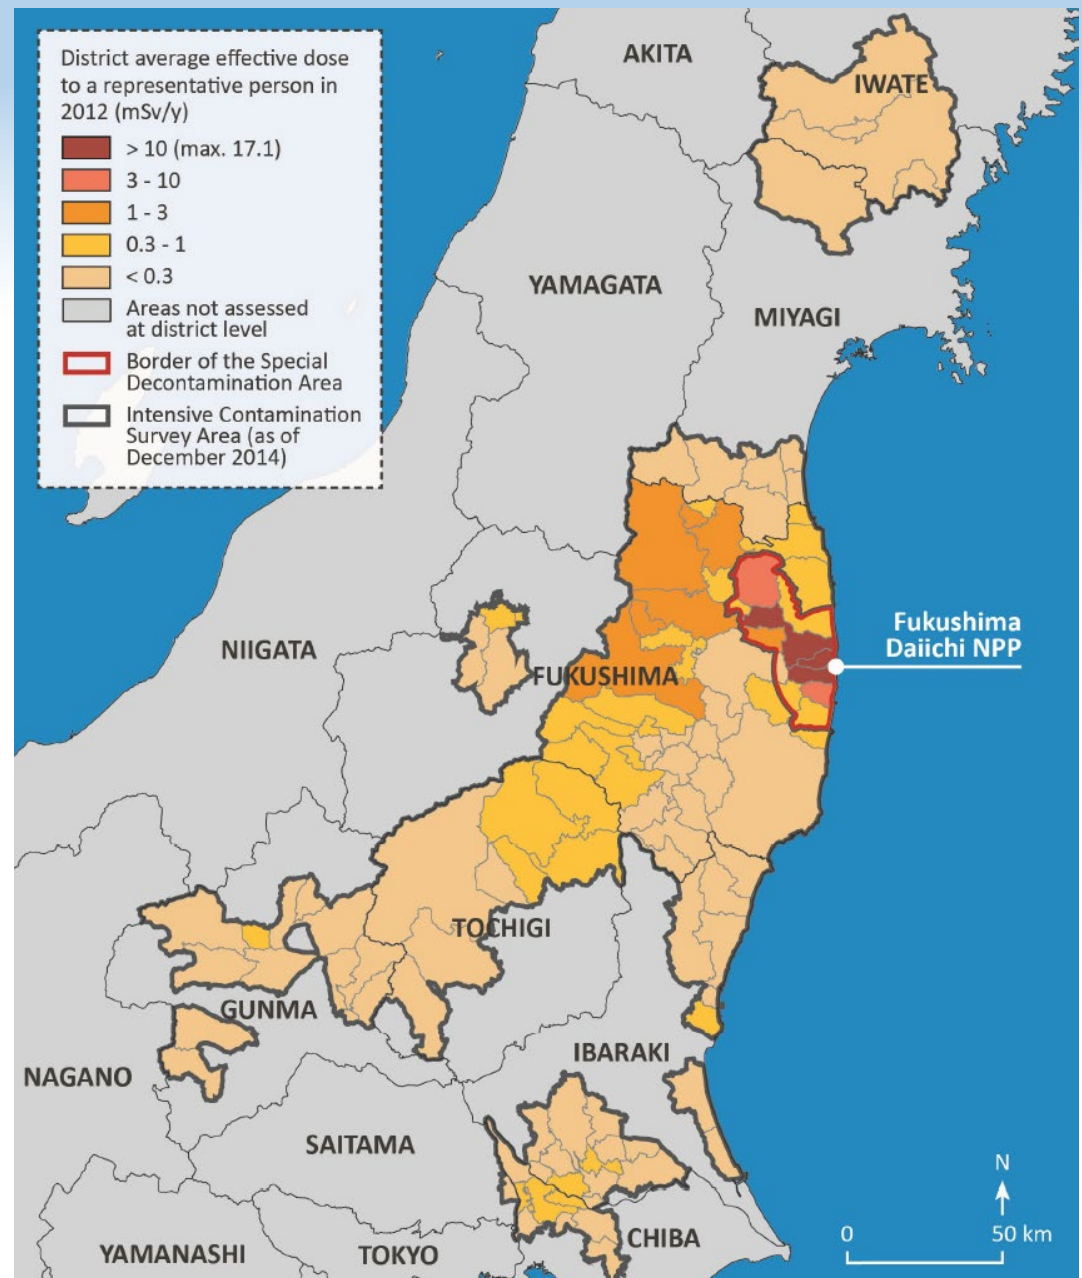 District average effective dose
to a representative person in
2012 (mSv/y)
> 10 (max. 17.1)
3 - 10
1 - 3
0.3 - 1
< 0.3
Areas not assessed
at district level
Border of the Special
Decontamination Area
Intensive Contamination
Survey Area (as of
December 2014)
AKITA
IWATE
YAMAGATA
MIYAGI
Fukushima
Daiichi NPP
NIIGATA
FUKUSHIMA
TOCHIGI
GUNMA
IBARAKI
NAGANO
SAITAMA
N
0 50 km
CHIBA
YAMANASHI
TOKYO